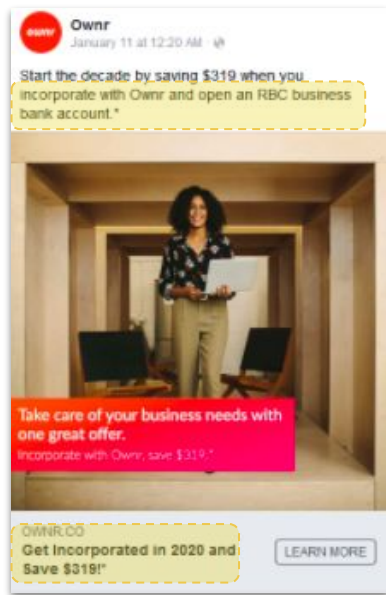 ownr
Ownr
January 11 at 12:20 AM
Start the decade by saving $319 when you
incorporate with Ownr and open an RBC business
bank account.*
Take care of your business needs with
one great offer.
Incorporate with Ownr, save $319.*
OWNR.CO
Get Incorporated in 2020 and
Save $319!*
LEARN MORE